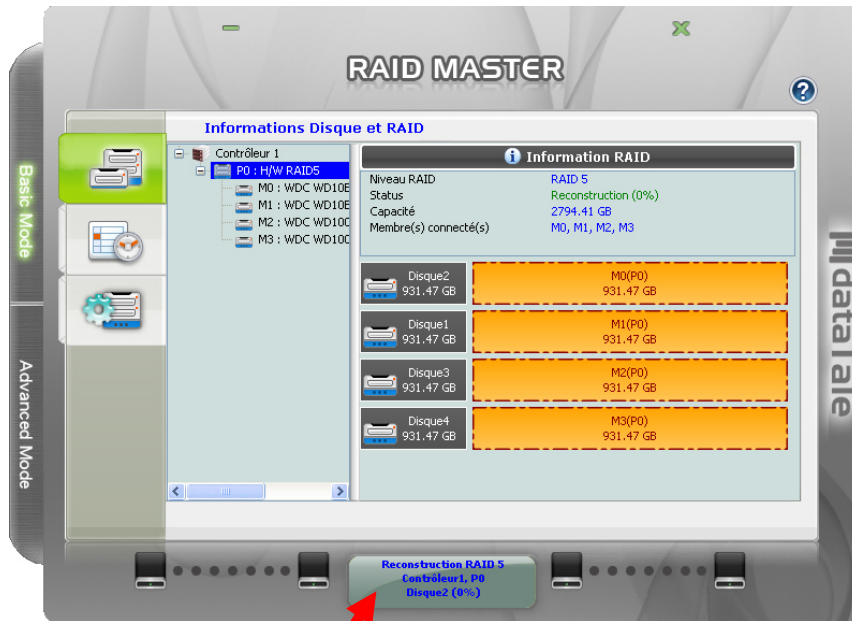 RAID MASTER
?
Informations Disque et RAID
Basic Mode
Advanced Mode
Contrôleur 1
P0 : H/W RAID5
M0 : WDC WD10E
M1 : WDC WD10E
M2 : WDC WD10C
M3 : WDC WD10C
Information RAID
Niveau RAID RAID 5
Status Reconstruction (0%)
Capacité 2794.41 GB
Membre(s) connecté(s) M0, M1, M2, M3
Disque2 M0(P0)
931.47 GB 931.47 GB
Disque1 M1(P0)
931.47 GB 931.47 GB
Disque3 M2(P0)
931.47 GB 931.47 GB
Disque4 M3(P0)
931.47 GB 931.47 GB
dataTale
Reconstruction RAID 5
Contrôleur1, P0
Disque2 (0%)